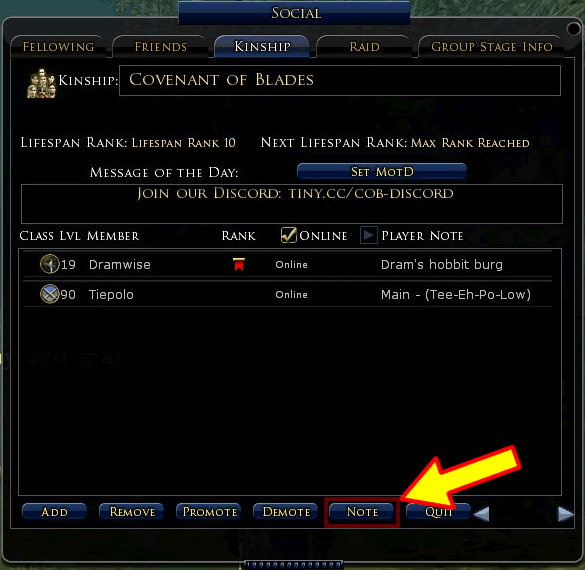 Social
Fellowing Friends Kinship Raid Group Stage Info
Kinship: Covenant of Blades
Lifespan Rank: Lifespan Rank 10 Next Lifespan Rank: Max Rank Reached
Message of the Day: Set MotD
Join our Discord: tiny.cc/cob-discord
Class Lvl Member Rank Online Player Note
19 Dramwise Online Dram's hobbit burg
90 Tiepolo Online Main - (Tee-Eh-Po-Low)
Add Remove Promote Demote Note Quit